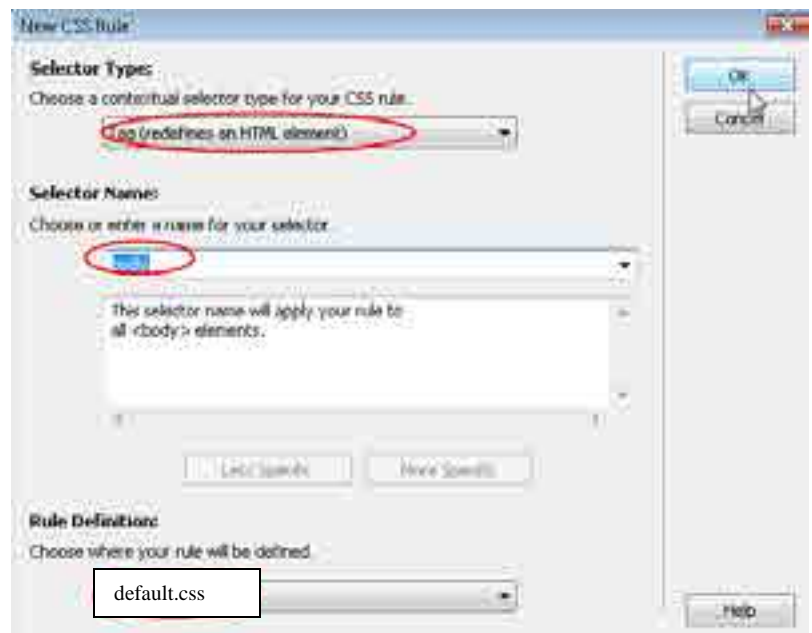 New CSS Rule
Selector Type:
Choose a contextual selector type for your CSS rule.
Tag (redefines an HTML element)
OK
Cancel
Selector Name:
Choose or enter a name for your selector.
body
This selector name will apply your rule to
all <body> elements.
Less Specific
More Specific
Rule Definition:
Choose where your rule will be defined.
default.css
Help